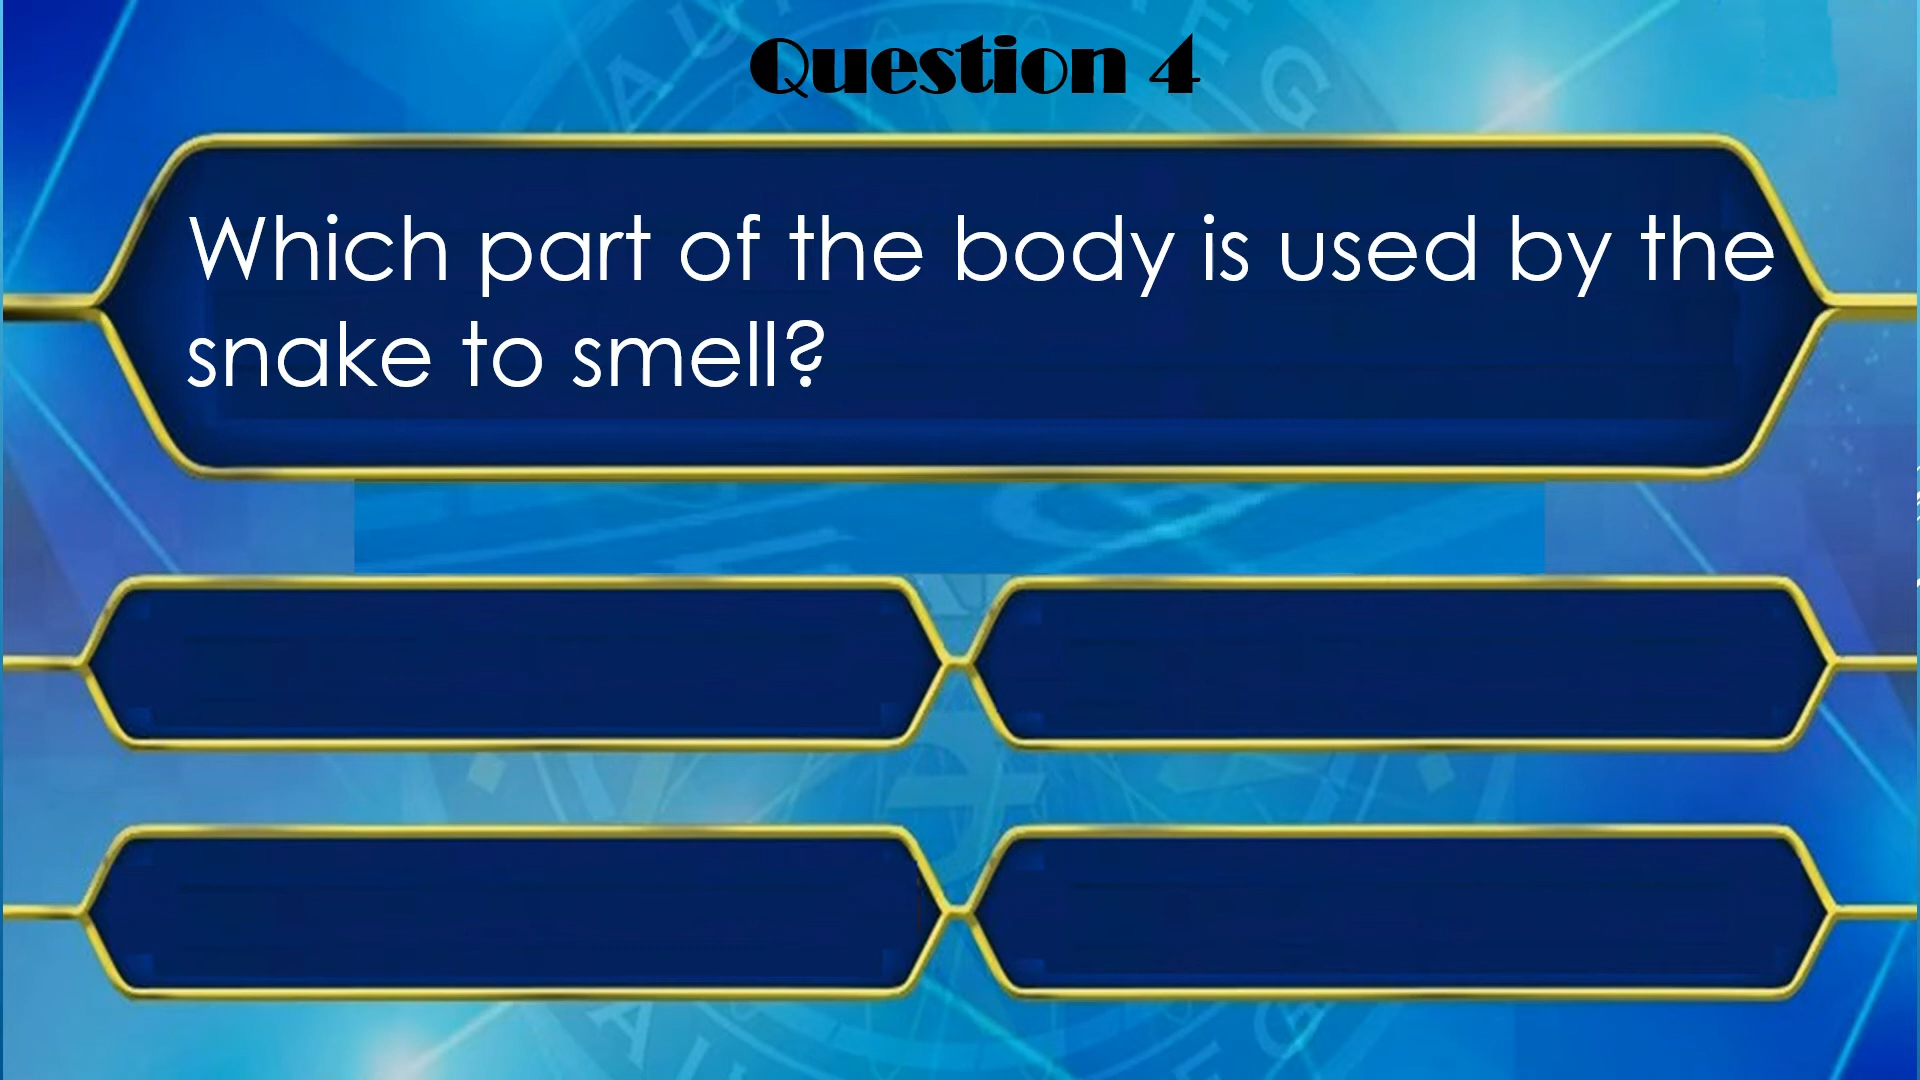 Question 4
Which part of the body is used by the
snake to smell?